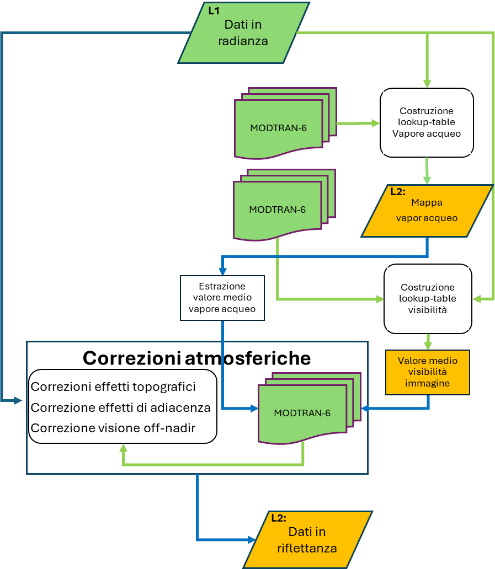 L1
Dati in
radianza
MODTRAN-6
Costruzione
lookup-table
Vapore acqueo
MODTRAN-6
L2:
Mappa
vapor acqueo
Estrazione
valore medio
vapore acqueo
Costruzione
lookup-table
visibilità
Correzioni atmosferiche
Valore medio
visibilità
immagine
Correzioni effetti topografici
Correzione effetti di adiacenza
Correzione visione off-nadir
MODTRAN-6
L2:
Dati in
riflettanza